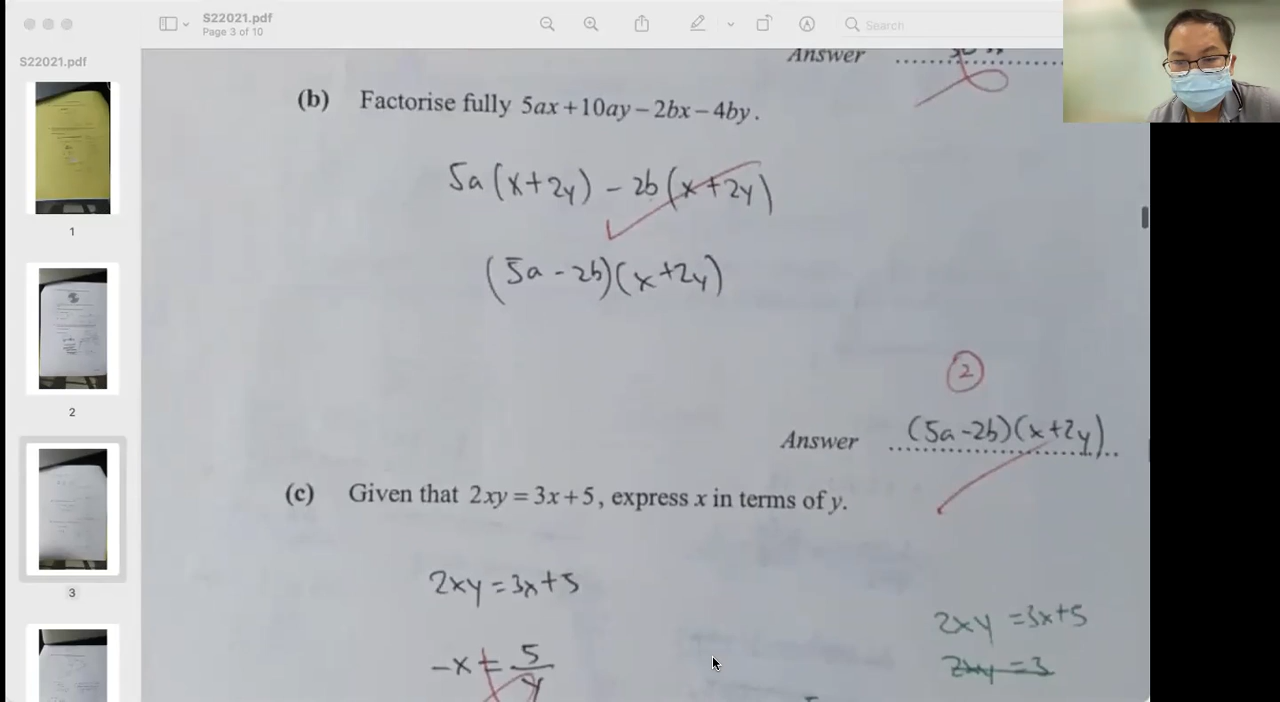 S22021.pdf
Page 3 of 10
Search
S22021.pdf
1
2
3
Answer
(b) Factorise fully 5ax + 10ay – 2bx – 4by.
5a(x+2y) – 2b(x+2y)
(5a - 2b)(x+2y)
2
Answer (5a-2b)(x+2y)
(c) Given that 2xy = 3x + 5, express x in terms of y.
2xy = 3x+5
-x = 5/y
2xy = 3x+5
2xy = 3